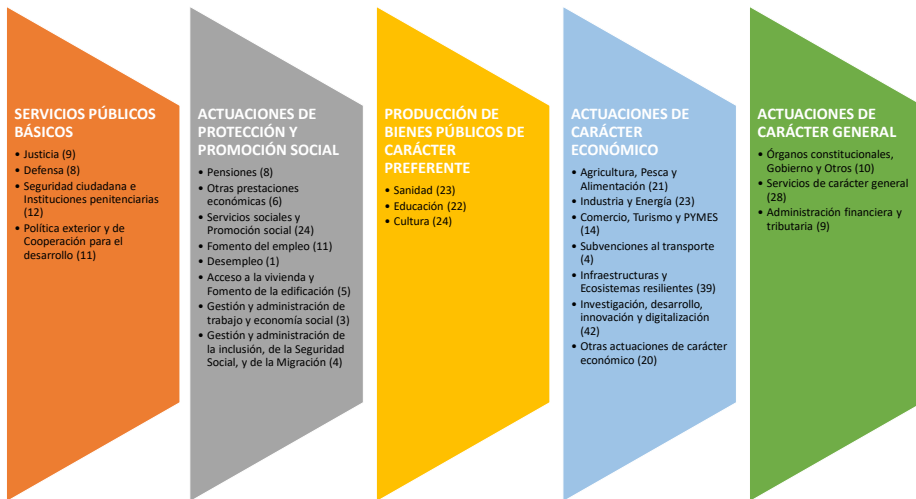 SERVICIOS PÚBLICOS
BÁSICOS
• Justicia (9)
• Defensa (8)
• Seguridad ciudadana e
Instituciones penitenciarias
(12)
• Política exterior y de
Cooperación para el
desarrollo (11)
ACTUACIONES DE
PROTECCIÓN Y
PROMOCIÓN SOCIAL
• Pensiones (8)
• Otras prestaciones
económicas (6)
• Servicios sociales y
Promoción social (24)
• Fomento del empleo (11)
• Desempleo (1)
• Acceso a la vivienda y
Fomento de la edificación (5)
• Gestión y administración de
trabajo y economía social (3)
• Gestión y administración de
la inclusión, de la Seguridad
Social, y de la Migración (4)
PRODUCCIÓN DE
BIENES PÚBLICOS DE
CARÁCTER
PREFERENTE
• Sanidad (23)
• Educación (22)
• Cultura (24)
ACTUACIONES DE
CARÁCTER
ECONÓMICO
• Agricultura, Pesca y
Alimentación (21)
• Industria y Energía (23)
• Comercio, Turismo y PYMES
(14)
• Subvenciones al transporte
(4)
• Infraestructuras y
Ecosistemas resilientes (39)
• Investigación, desarrollo,
innovación y digitalización
(42)
• Otras actuaciones de carácter
económico (20)
ACTUACIONES DE
CARÁCTER GENERAL
• Órganos constitucionales,
Gobierno y Otros (10)
• Servicios de carácter general
(28)
• Administración financiera y
tributaria (9)